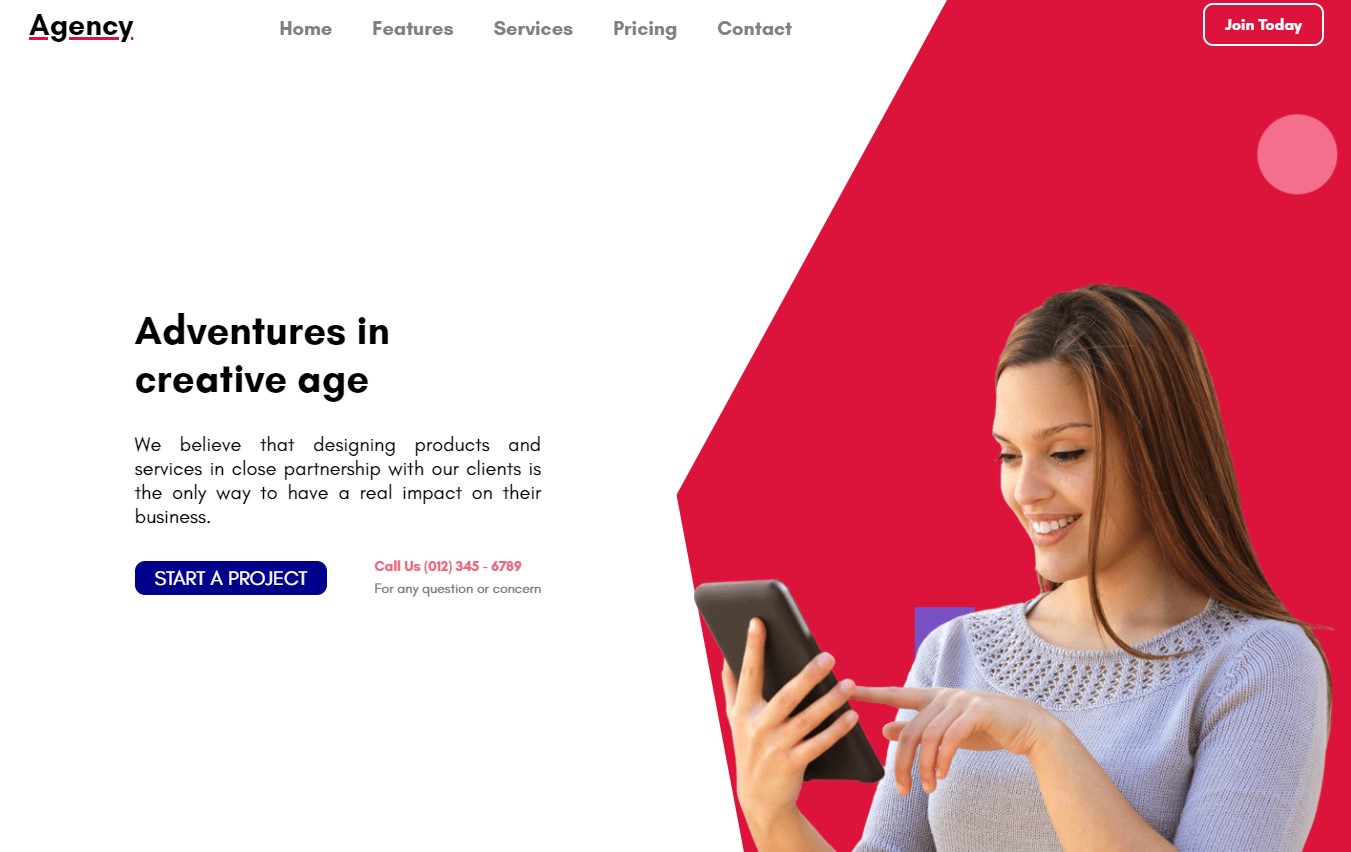 Agency
Home Features Services Pricing Contact
Join Today
Adventures in
creative age
We believe that designing products and
services in close partnership with our clients is
the only way to have a real impact on their
business.
START A PROJECT
Call Us (012) 345 - 6789
For any question or concern